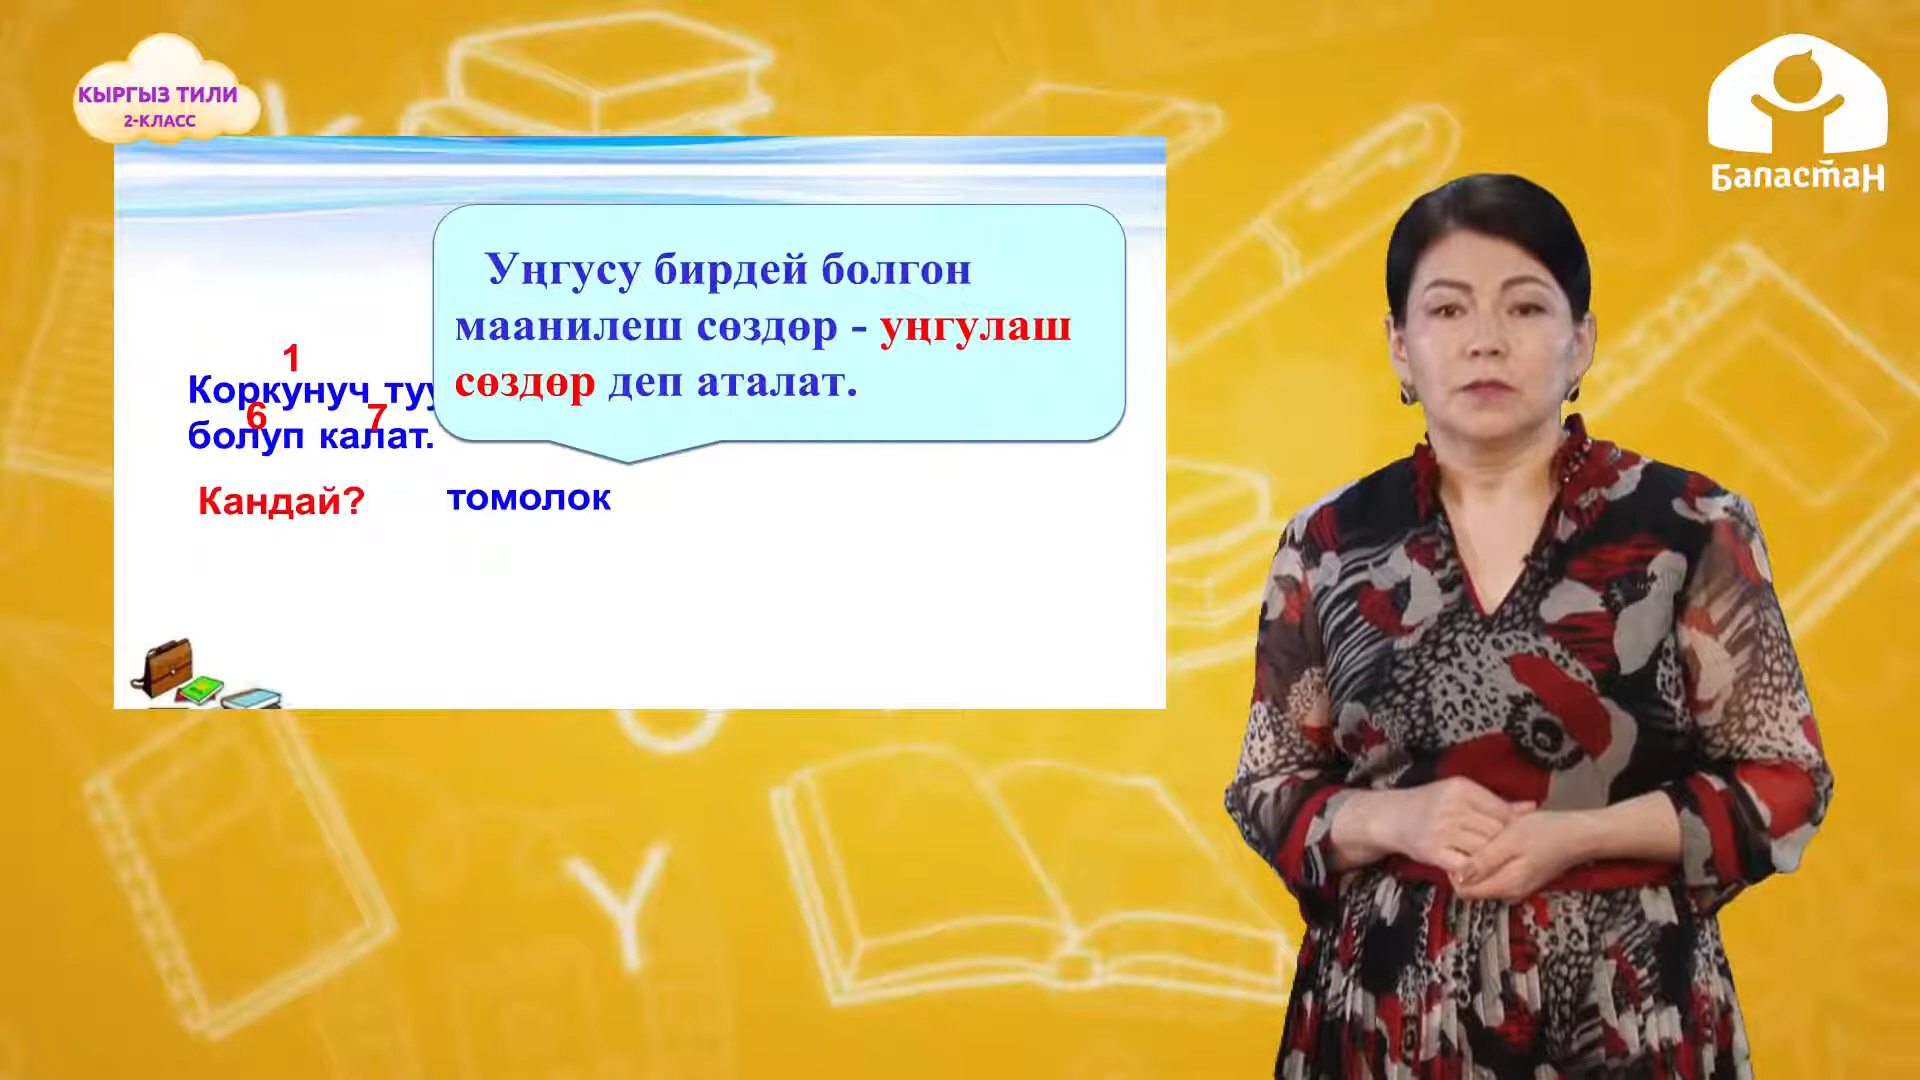 КЫРГЫЗ ТИЛИ
2-КЛАСС
Баластан
Уңгусу бирдей болгон
маанилеш сөздөр - уңгулаш
сөздөр деп аталат.
1
Коркунуч
6 7
болуп калат.
Кандай? томолок